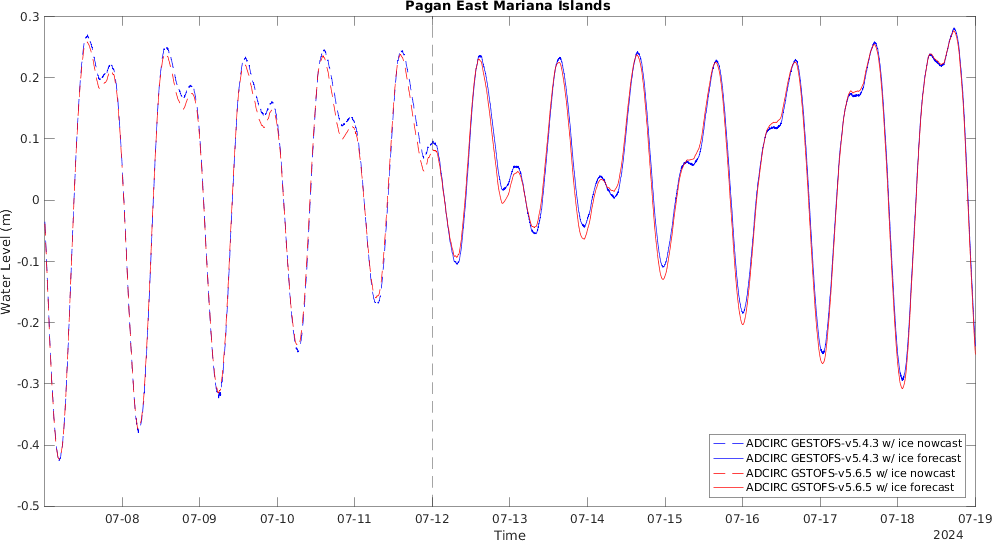 Pagan East Mariana Islands
0.3
0.2
0.1
0
-0.1
-0.2
-0.3
-0.4
-0.5
Water Level (m)
ADCIRC GESTOFS-v5.4.3 w/ ice nowcast
ADCIRC GESTOFS-v5.4.3 w/ ice forecast
ADCIRC GSTOFS-v5.6.5 w/ ice nowcast
ADCIRC GSTOFS-v5.6.5 w/ ice forecast
07-08 07-09 07-10 07-11 07-12 07-13 07-14 07-15 07-16 07-17 07-18 07-19
Time
2024